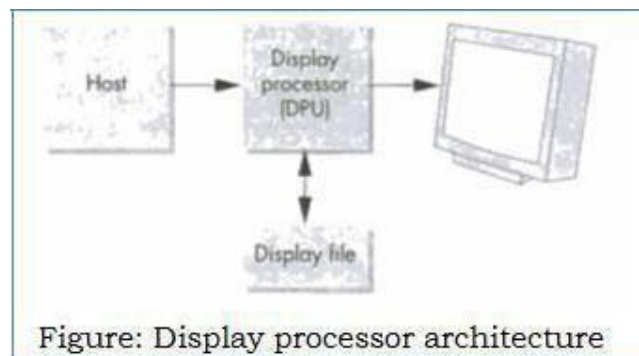 Host
Display
processor
(DPU)
Display file
Figure: Display processor architecture